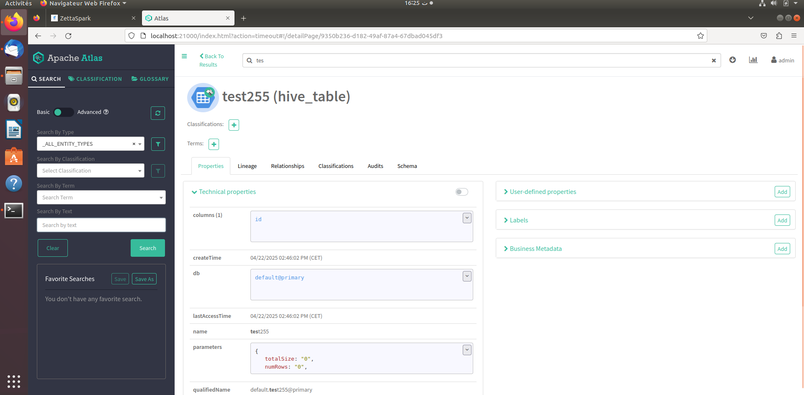 Activités
Navigateur Web Firefox
16:25
ZettaSpark
Atlas
localhost:21000/index.html?action=timeout#!/detailPage/9350b236-d182-49af-87a4-67dbad045df3
Apache Atlas
SEARCH
CLASSIFICATION
GLOSSARY
Basic
Advanced
Search By Type
_ALL_ENTITY_TYPES
Search By Classification
Select Classification
Search By Term
Search Term
Search By Text
Search by text
Clear
Search
Favorite Searches
Save
Save As
You don't have any favorite search.
Back To
Results
tes
admin
test255 (hive_table)
Classifications:
Terms:
Properties
Lineage
Relationships
Classifications
Audits
Schema
Technical properties
columns (1)
id
createTime
04/22/2025 02:46:02 PM (CET)
db
default@primary
lastAccessTime
04/22/2025 02:46:02 PM (CET)
name
test255
parameters
{
totalSize: "0",
numRows: "0",
qualifiedName
default.test255@primary
User-defined properties
Add
Labels
Add
Business Metadata
Add